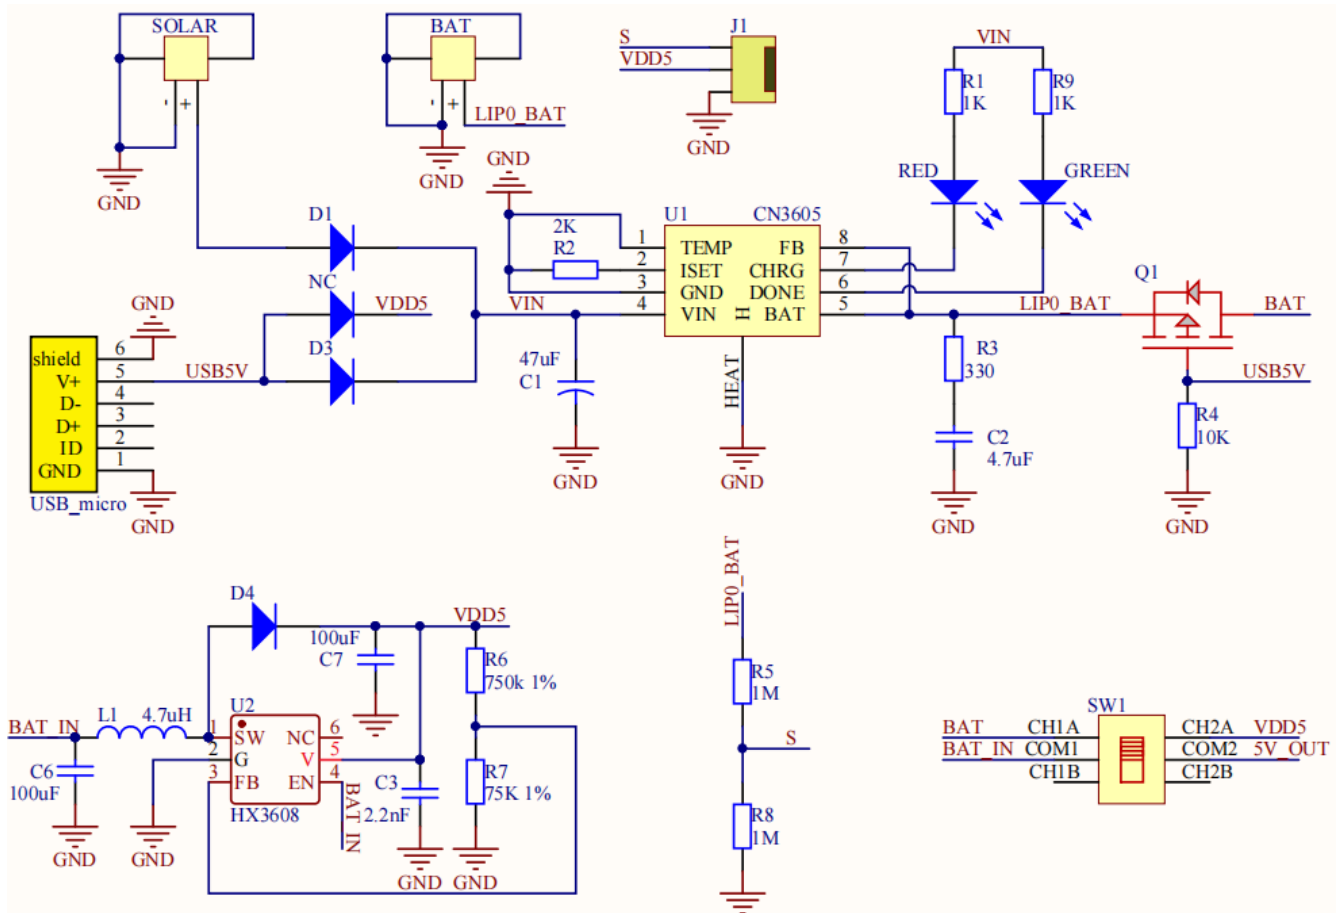 SOLAR
- +
GND
BAT
- +
LIP0_BAT
GND
J1
S
VDD5
GND
VIN
R1
1K
R9
1K
RED
GREEN
GND
2K
R2
U1 CN3605
1 TEMP FB 8
2 ISET CHRG 7
3 GND DONE 6
4 VIN H BAT 5
HEAT
GND
D1
NC
VDD5
D3
VIN
47uF
C1
GND
GND
shield 6
V+ 5
D- 4
D+ 3
ID 2
GND 1
USB_micro
USB5V
GND
LIP0_BAT
R3
330
C2
4.7uF
GND
Q1
BAT
USB5V
R4
10K
GND
D4
VDD5
100uF
C7
R6
750k 1%
BAT_IN
L1 4.7uH
U2
1 SW NC 6
2 G V 5
3 FB EN 4
HX3608
BAT_IN
C6
100uF
GND
GND
C3
2.2nF
GND
R7
75K 1%
GND
LIP0_BAT
R5
1M
S
R8
1M
GND
SW1
BAT CH1A CH2A VDD5
BAT_IN COM1 COM2 5V_OUT
CH1B CH2B